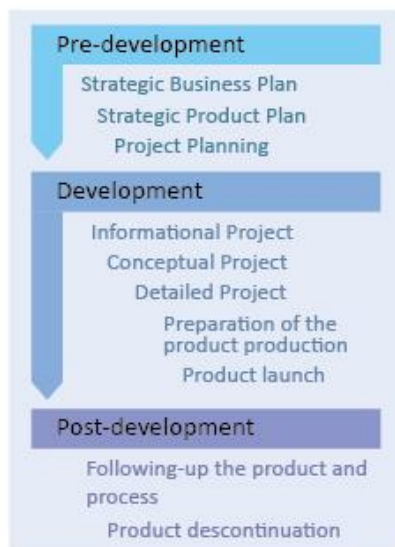 Pre-development
Strategic Business Plan
Strategic Product Plan
Project Planning
Development
Informational Project
Conceptual Project
Detailed Project
Preparation of the
product production
Product launch
Post-development
Following-up the product and
process
Product descontinuation